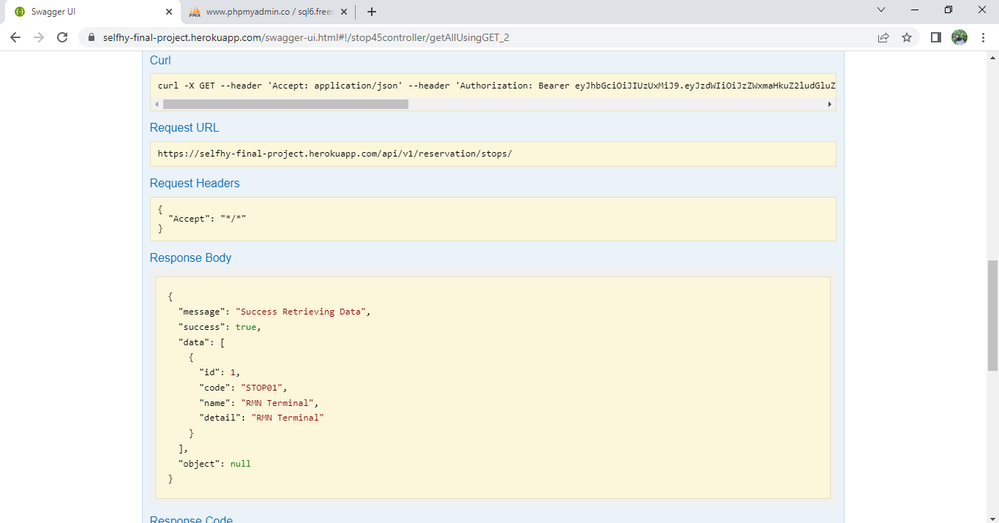 Swagger UI
www.phpmyadmin.co / sql6.freer
selfhy-final-project.herokuapp.com/swagger-ui.html#!/stop45controller/getAllUsingGET_2
Curl
curl -X GET --header 'Accept: application/json' --header 'Authorization: Bearer eyJhbGciOiJIUzUxMiJ9.eyJzdWIiOiJzZWxmaHkuZ2ludGluZ
Request URL
https://selfhy-final-project.herokuapp.com/api/v1/reservation/stops/
Request Headers
{
  "Accept": "*/*"
}
Response Body
{
  "message": "Success Retrieving Data",
  "success": true,
  "data": [
    {
      "id": 1,
      "code": "STOP01",
      "name": "RMN Terminal",
      "detail": "RMN Terminal"
    }
  ],
  "object": null
}
Response Code